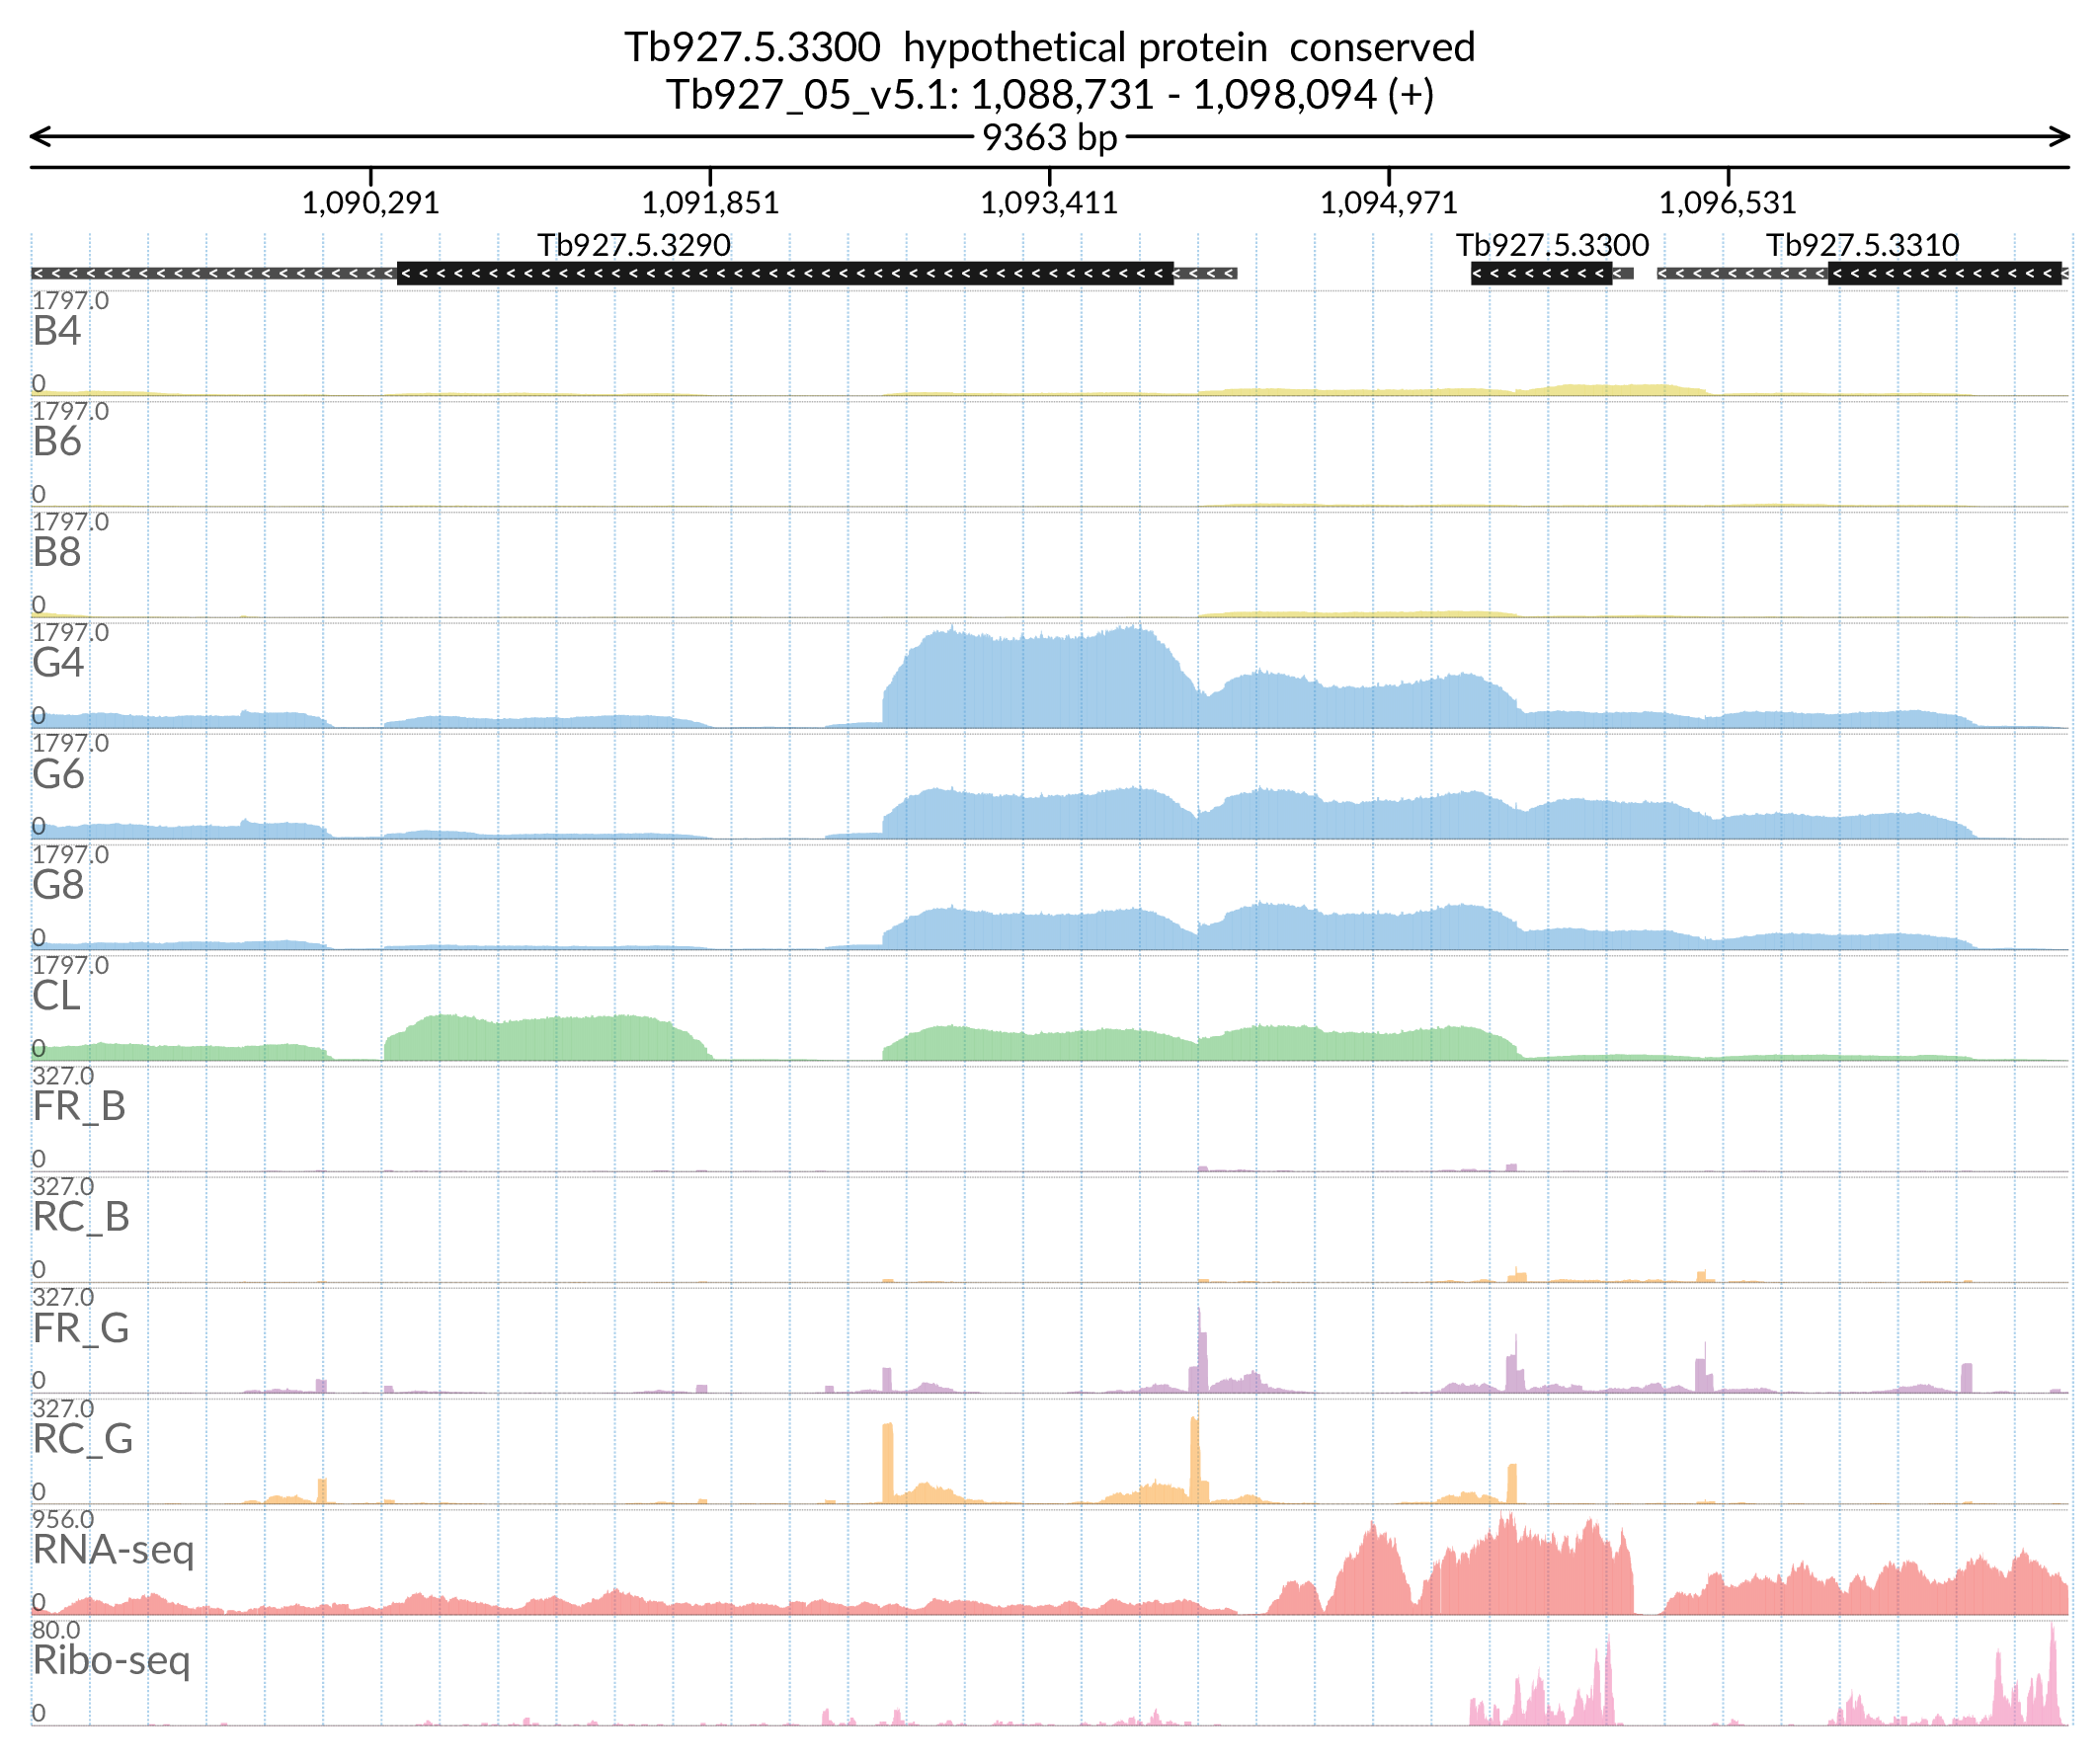 Tb927.5.3300 hypothetical protein conserved
Tb927_05_v5.1: 1,088,731 - 1,098,094 (+)
9363 bp
1,090,291 1,091,851 1,093,411 1,094,971 1,096,531
Tb927.5.3290 Tb927.5.3300 Tb927.5.3310
1797.0
B4
0
1797.0
B6
0
1797.0
B8
0
1797.0
G4
0
1797.0
G6
0
1797.0
G8
0
1797.0
CL
0
327.0
FR_B
0
327.0
RC_B
0
327.0
FR_G
0
327.0
RC_G
0
956.0
RNA-seq
0
80.0
Ribo-seq
0